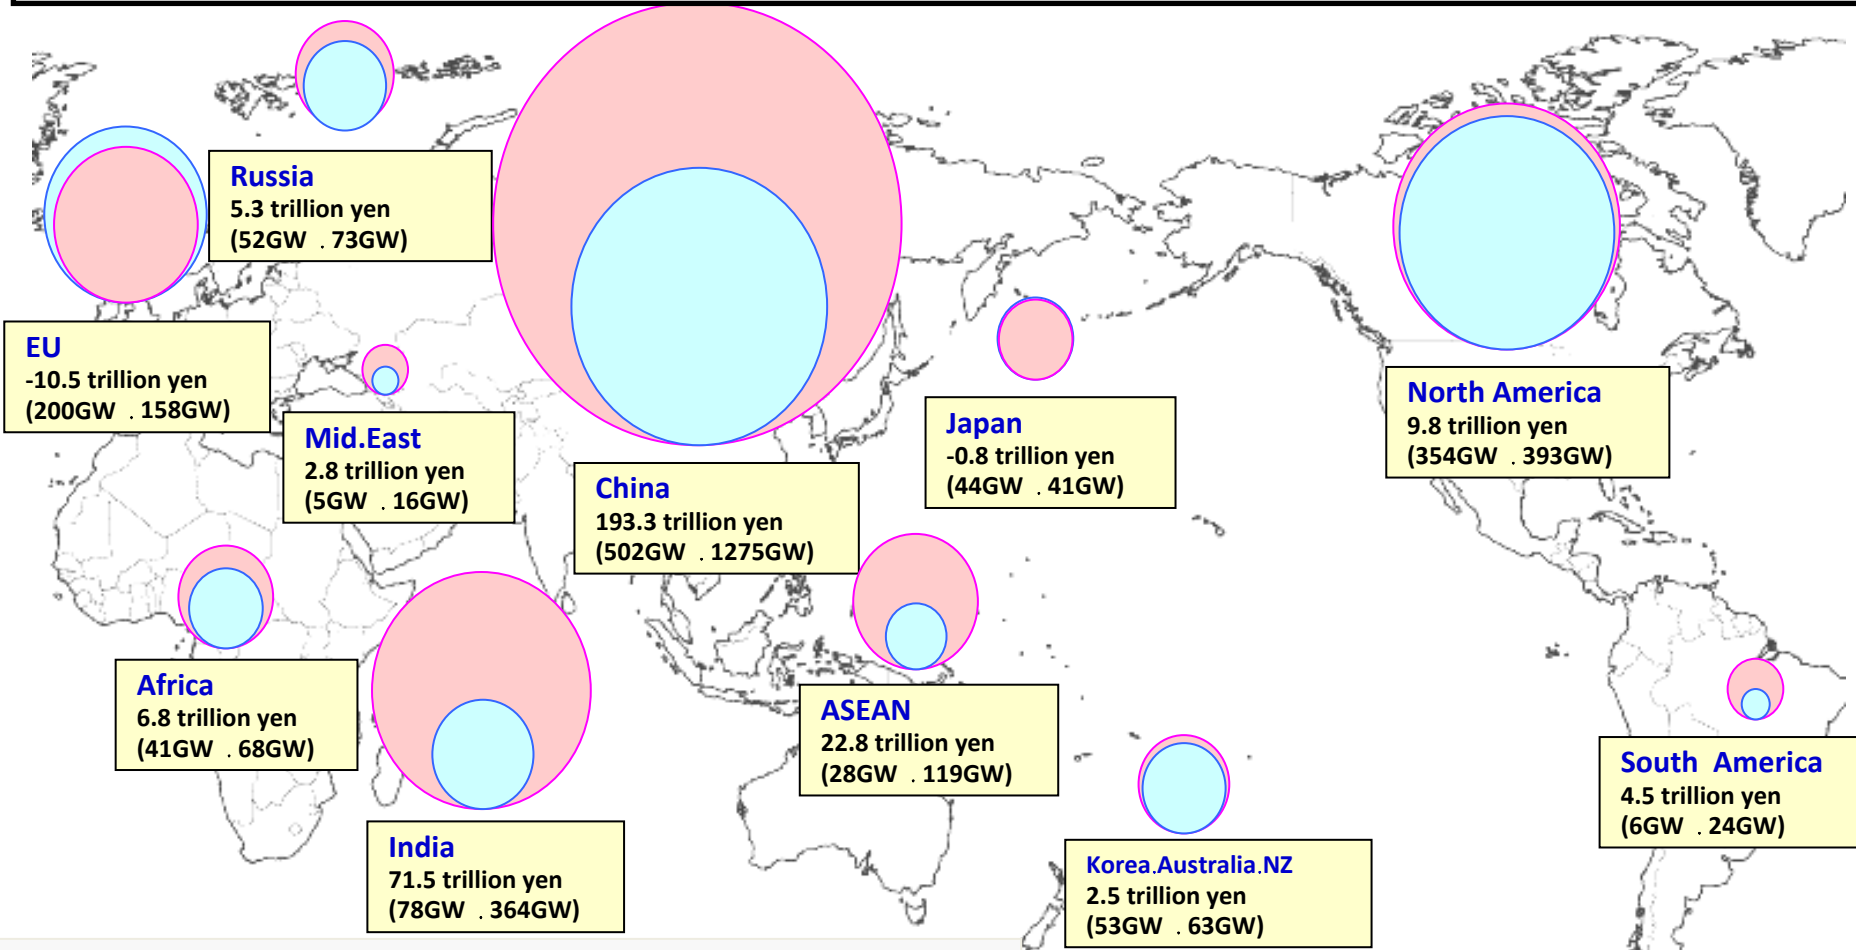 Russia
5.3 trillion yen
(52GW . 73GW)
EU
-10.5 trillion yen
(200GW . 158GW)
Mid.East
2.8 trillion yen
(5GW . 16GW)
China
193.3 trillion yen
(502GW . 1275GW)
Japan
-0.8 trillion yen
(44GW . 41GW)
North America
9.8 trillion yen
(354GW . 393GW)
Africa
6.8 trillion yen
(41GW . 68GW)
India
71.5 trillion yen
(78GW . 364GW)
ASEAN
22.8 trillion yen
(28GW . 119GW)
Korea.Australia.NZ
2.5 trillion yen
(53GW . 63GW)
South America
4.5 trillion yen
(6GW . 24GW)